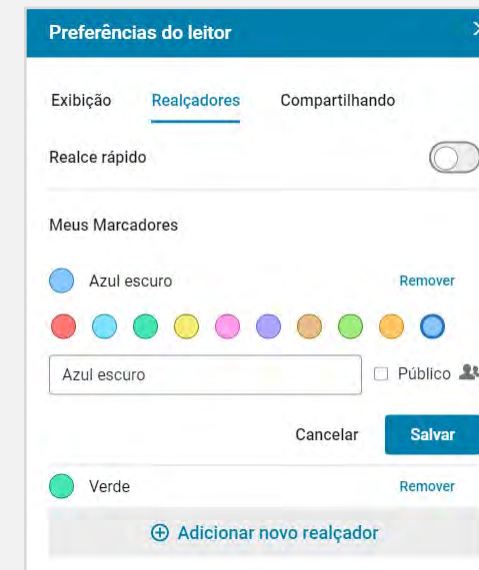 Preferências do leitor
Exibição Realçadores Compartilhando
Realce rápido
Meus Marcadores
Azul escuro Remover
Azul escuro Público
Cancelar Salvar
Verde Remover
Adicionar novo realçador